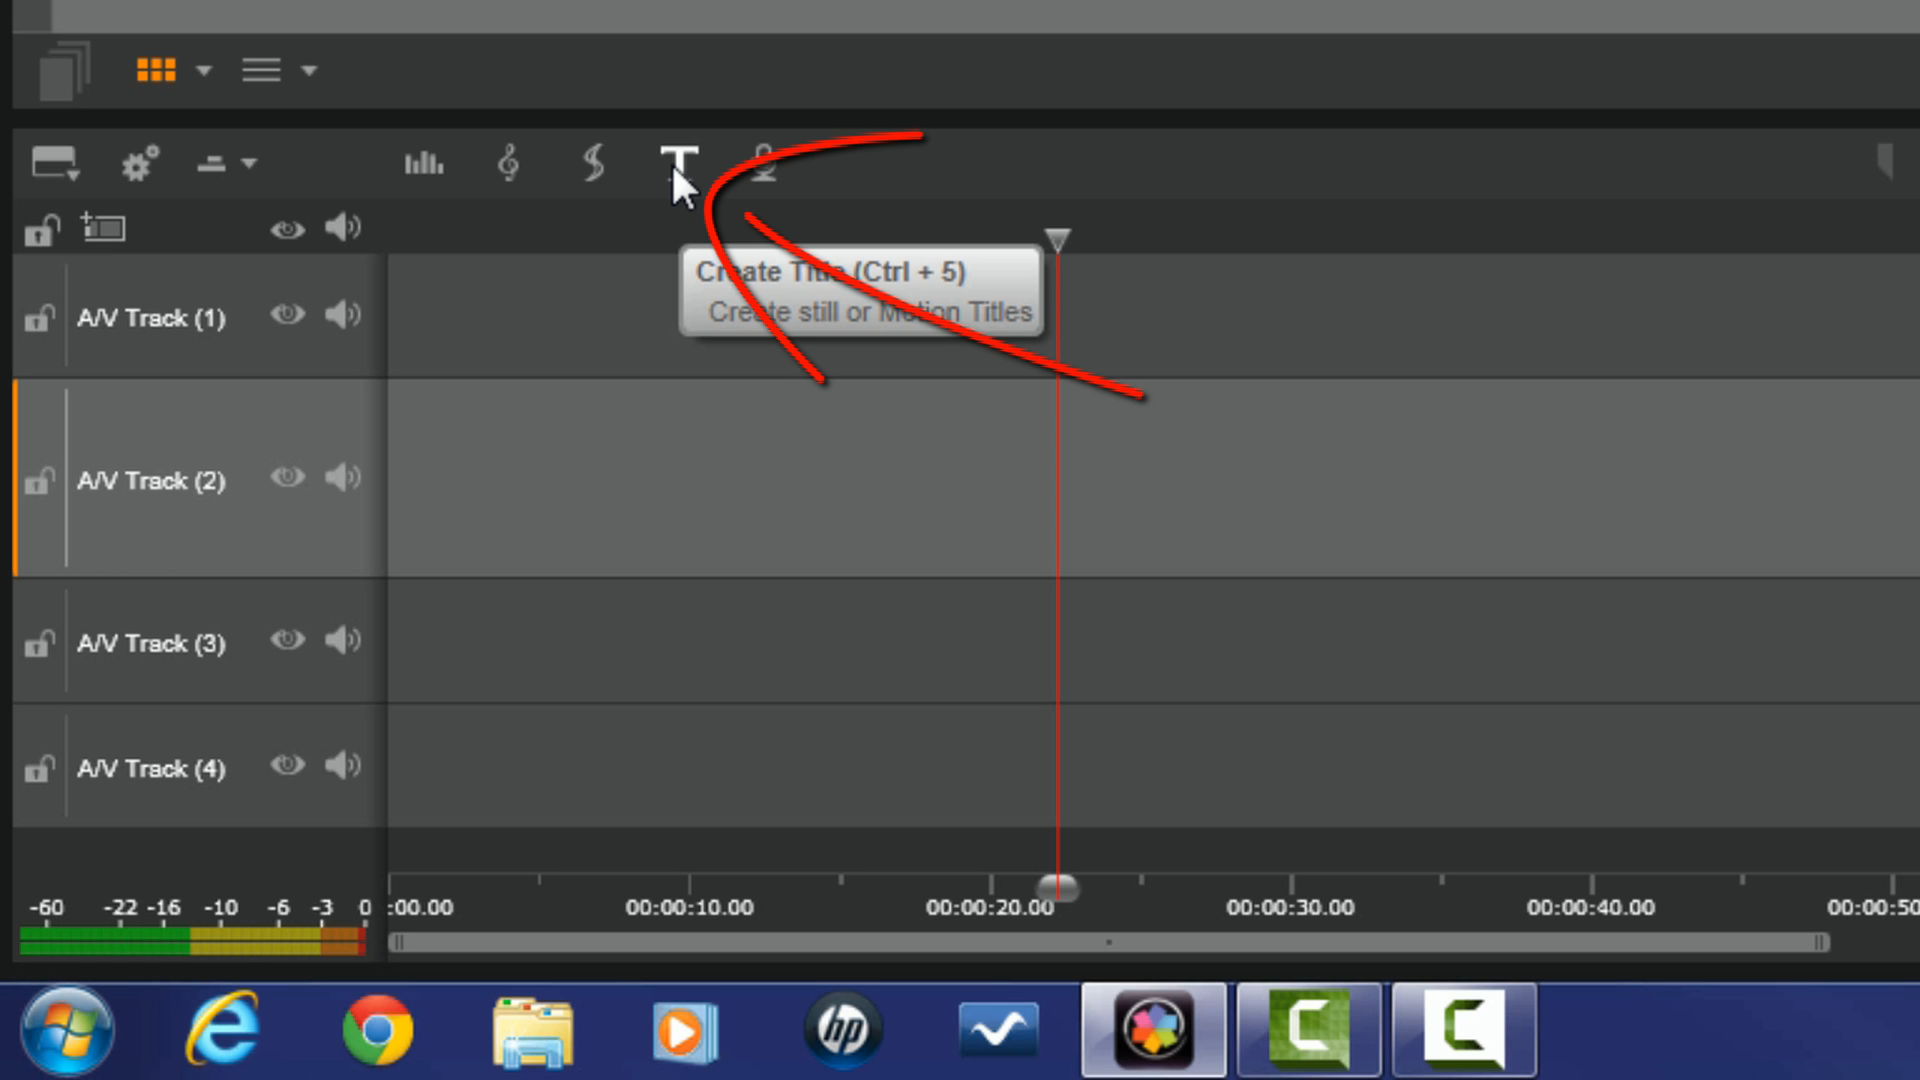 Create Title (Ctrl + 5)
Create still or Motion Titles
A/V Track (1)
A/V Track (2)
A/V Track (3)
A/V Track (4)
-60 -22 -16 -10 -6 -3 0
:00.00 00:00:10.00 00:00:20.00 00:00:30.00 00:00:40.00 00:00:50
hp